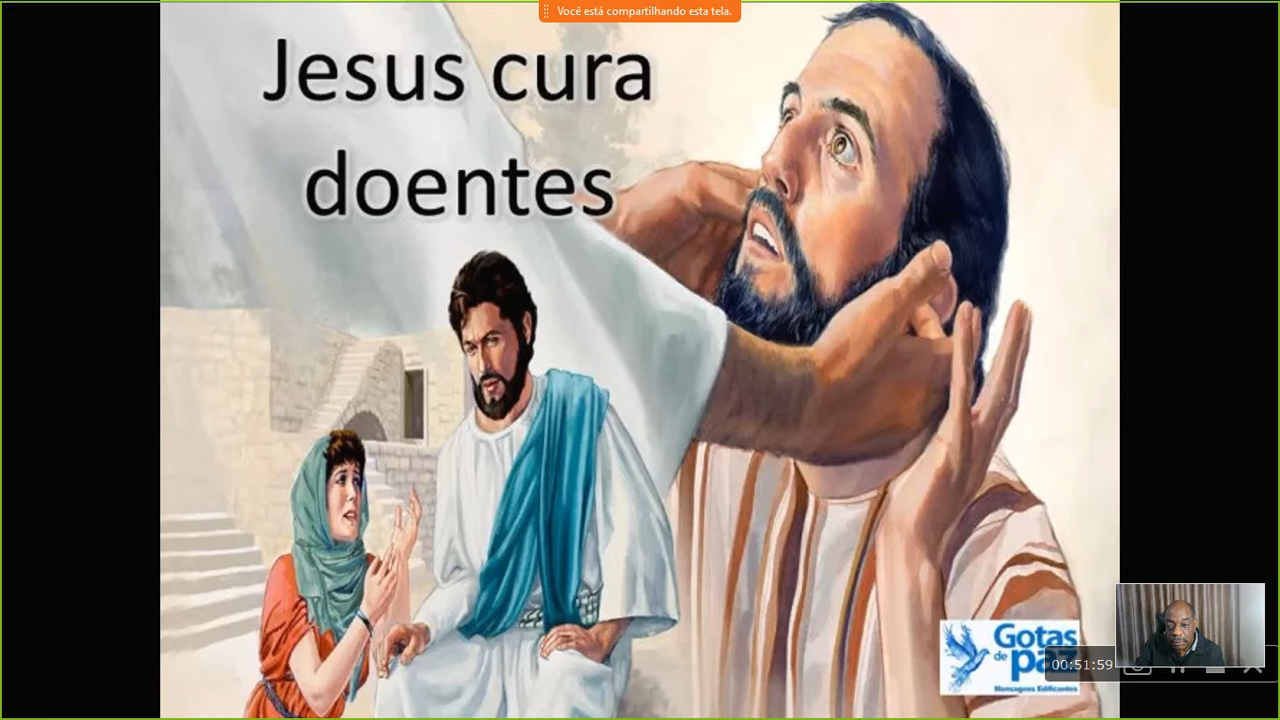 Você está compartilhando esta tela.
Jesus cura
doentes
Gotas
de paz
Mensagens Edificantes
00:51:59